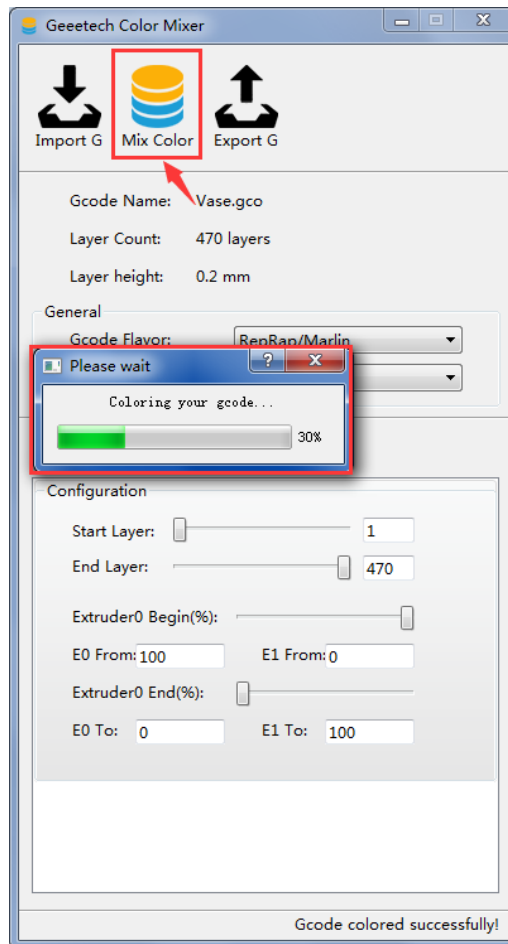 Geeetech Color Mixer
Import G Mix Color Export G
Gcode Name: Vase.gco
Layer Count: 470 layers
Layer height: 0.2 mm
General
Gcode Flavor: RepRap/Marlin
Please wait
Coloring your gcode...
30%
Configuration
Start Layer: 1
End Layer: 470
Extruder0 Begin(%):
E0 From: 100 E1 From: 0
Extruder0 End(%):
E0 To: 0 E1 To: 100
Gcode colored successfully!